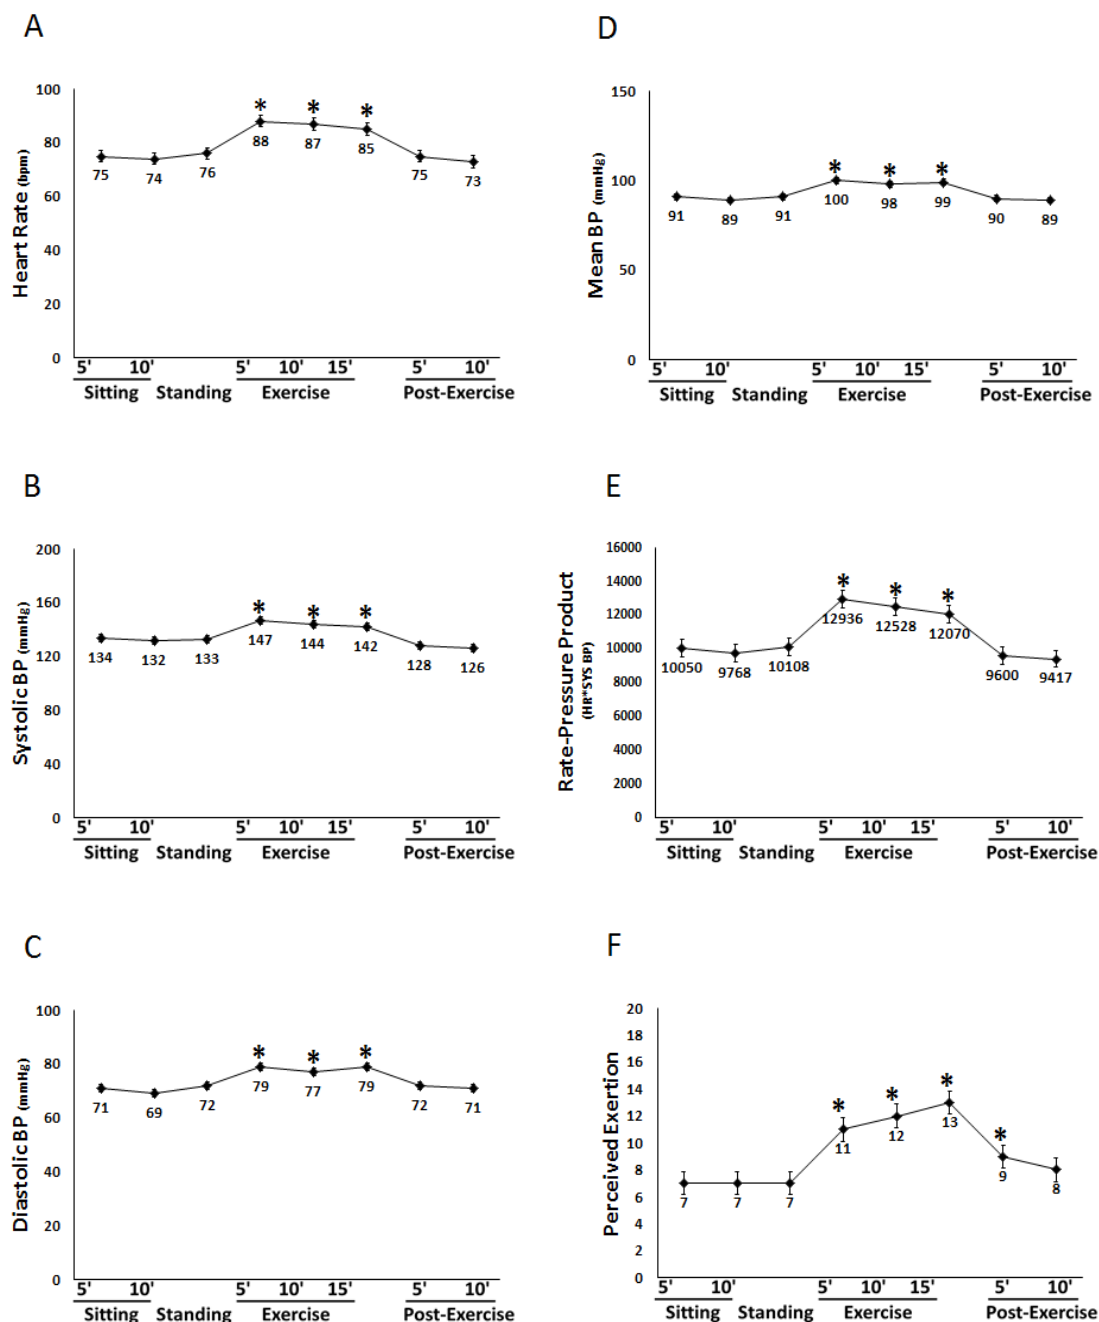 A
Heart Rate (bpm)
100
80
60
40
20
0
* * *
75 74 76 88 87 85 75 73
5' 10' 5' 10' 15' 5' 10'
Sitting Standing Exercise Post-Exercise
D
Mean BP (mmHg)
150
100
50
0
* * *
91 89 91 100 98 99 90 89
5' 10' 5' 10' 15' 5' 10'
Sitting Standing Exercise Post-Exercise
B
Systolic BP (mmHg)
200
160
120
80
40
0
* * *
134 132 133 147 144 142 128 126
5' 10' 5' 10' 15' 5' 10'
Sitting Standing Exercise Post-Exercise
E
Rate-Pressure Product
(HR*SYS BP)
16000
14000
12000
10000
8000
6000
4000
2000
0
* * *
10050 9768 10108 12936 12528 12070 9600 9417
5' 10' 5' 10' 15' 5' 10'
Sitting Standing Exercise Post-Exercise
C
Diastolic BP (mmHg)
100
80
60
40
20
0
* * *
71 69 72 79 77 79 72 71
5' 10' 5' 10' 15' 5' 10'
Sitting Standing Exercise Post-Exercise
F
Perceived Exertion
20
18
16
14
12
10
8
6
4
2
0
* * * *
7 7 7 11 12 13 9 8
5' 10' 5' 10' 15' 5' 10'
Sitting Standing Exercise Post-Exercise